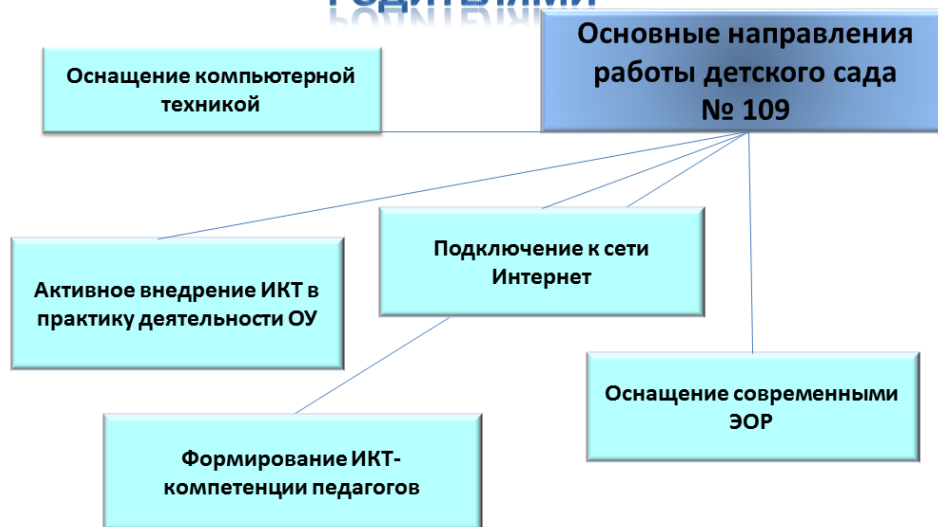 РОДИТЕЛЯМИ
Основные направления
работы детского сада
№ 109
Оснащение компьютерной
техникой
Подключение к сети
Интернет
Активное внедрение ИКТ в
практику деятельности ОУ
Оснащение современными
ЭОР
Формирование ИКТ-
компетенции педагогов